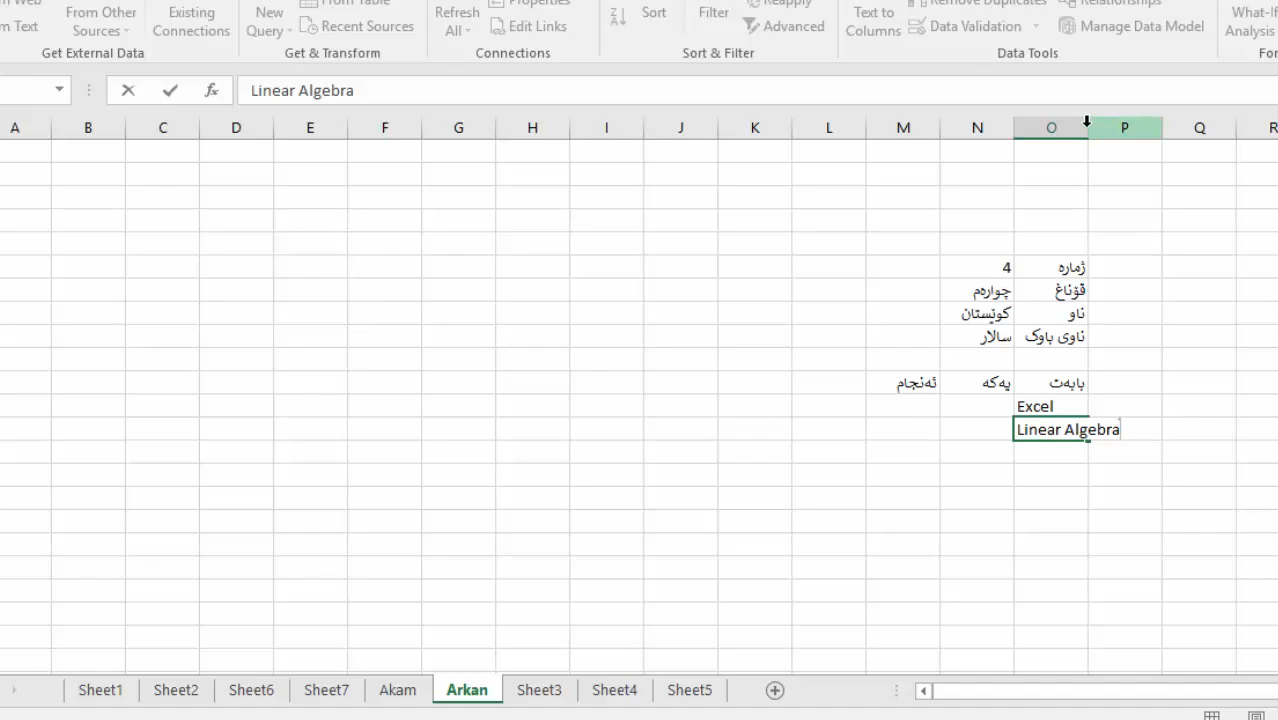 m Web
From Other
Sources
Existing
Connections
New
Query
From Table
Recent Sources
Refresh
All
Properties
Edit Links
Sort
Filter
Reapply
Advanced
Text to
Columns
Remove Duplicates
Data Validation
Relationships
Manage Data Model
What-If
Analysis
m Text
Get External Data
Get & Transform
Connections
Sort & Filter
Data Tools
For
fx
Linear Algebra
A B C D E F G H I J K L M N O P Q R
ژمارە 4
قۆناغ چوارەم
ناو کوێستان
ناوی باوک سالار
بابەت یەکە ئەنجام
Excel
Linear Algebra
Sheet1 Sheet2 Sheet6 Sheet7 Akam Arkan Sheet3 Sheet4 Sheet5